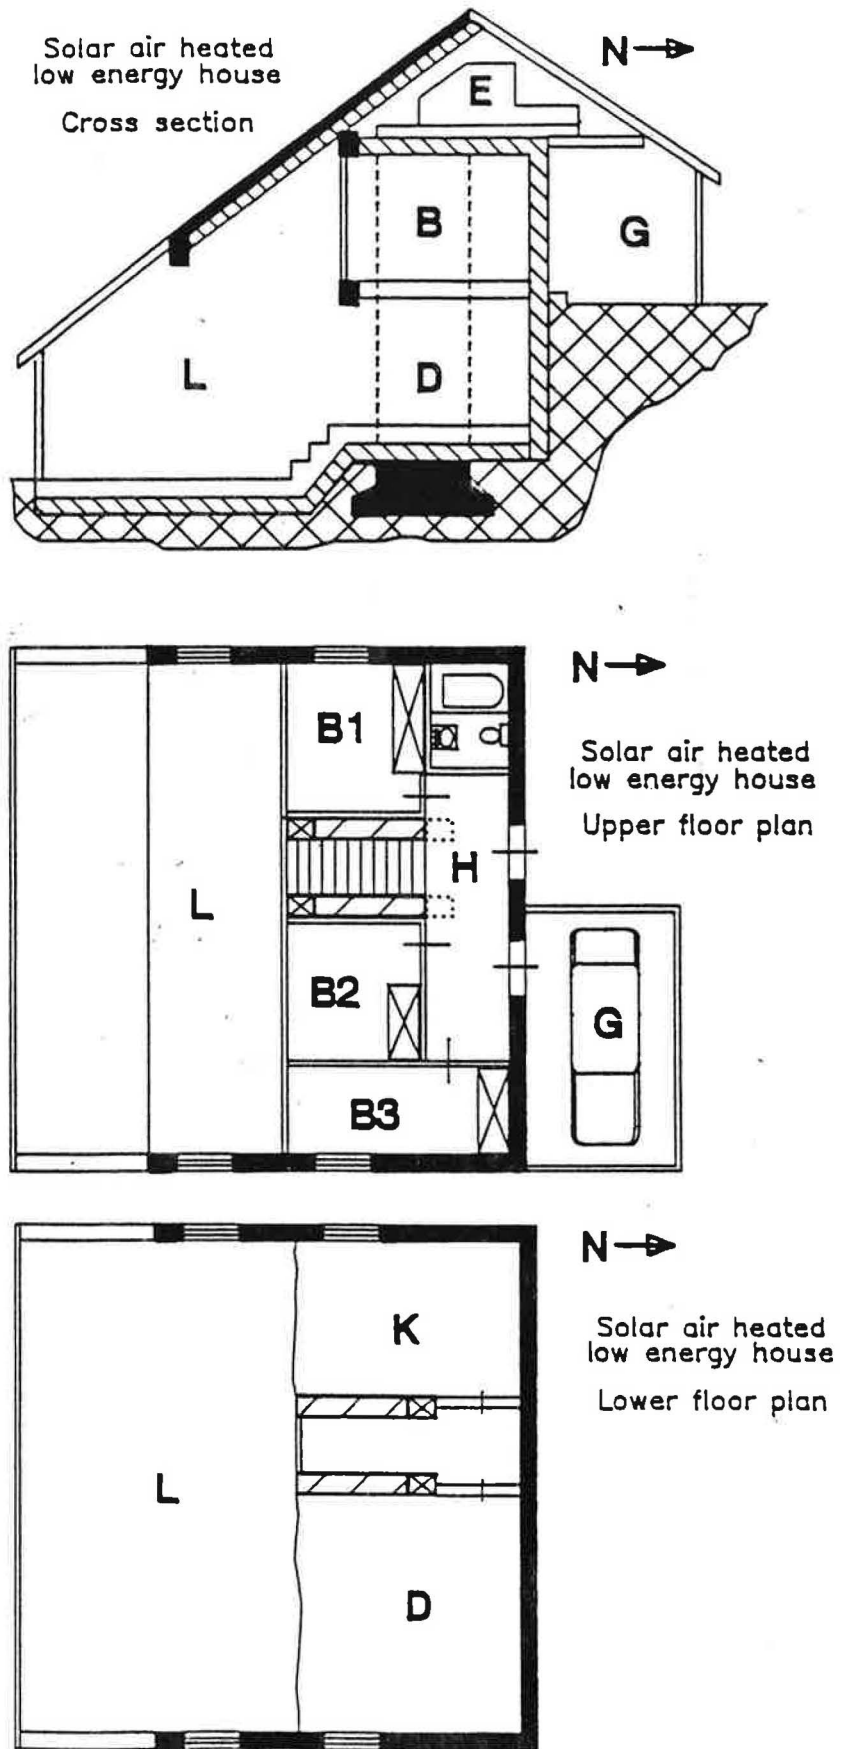 Solar air heated
low energy house
Cross section
N
E
B
G
L
D
N
Solar air heated
low energy house
Upper floor plan
B1
H
L
B2
G
B3
N
Solar air heated
low energy house
Lower floor plan
K
L
D